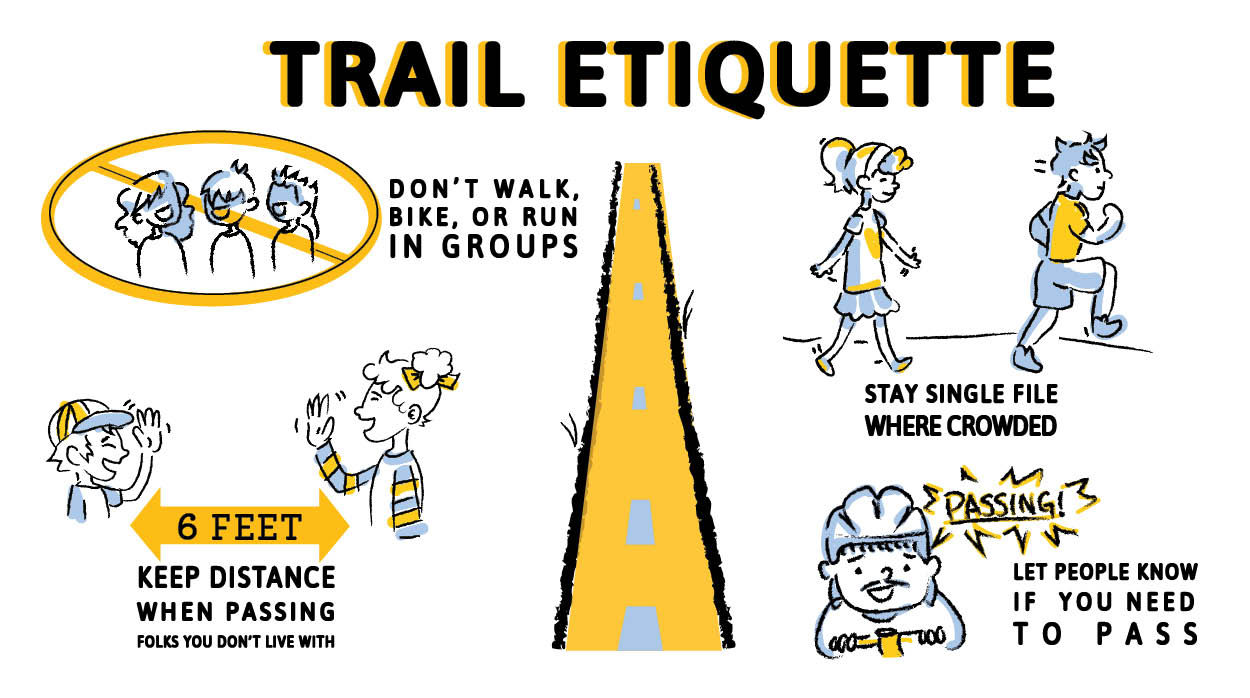 TRAIL ETIQUETTE
DON'T WALK,
BIKE, OR RUN
IN GROUPS
6 FEET
KEEP DISTANCE
WHEN PASSING
FOLKS YOU DON'T LIVE WITH
STAY SINGLE FILE
WHERE CROWDED
PASSING!
LET PEOPLE KNOW
IF YOU NEED
TO PASS